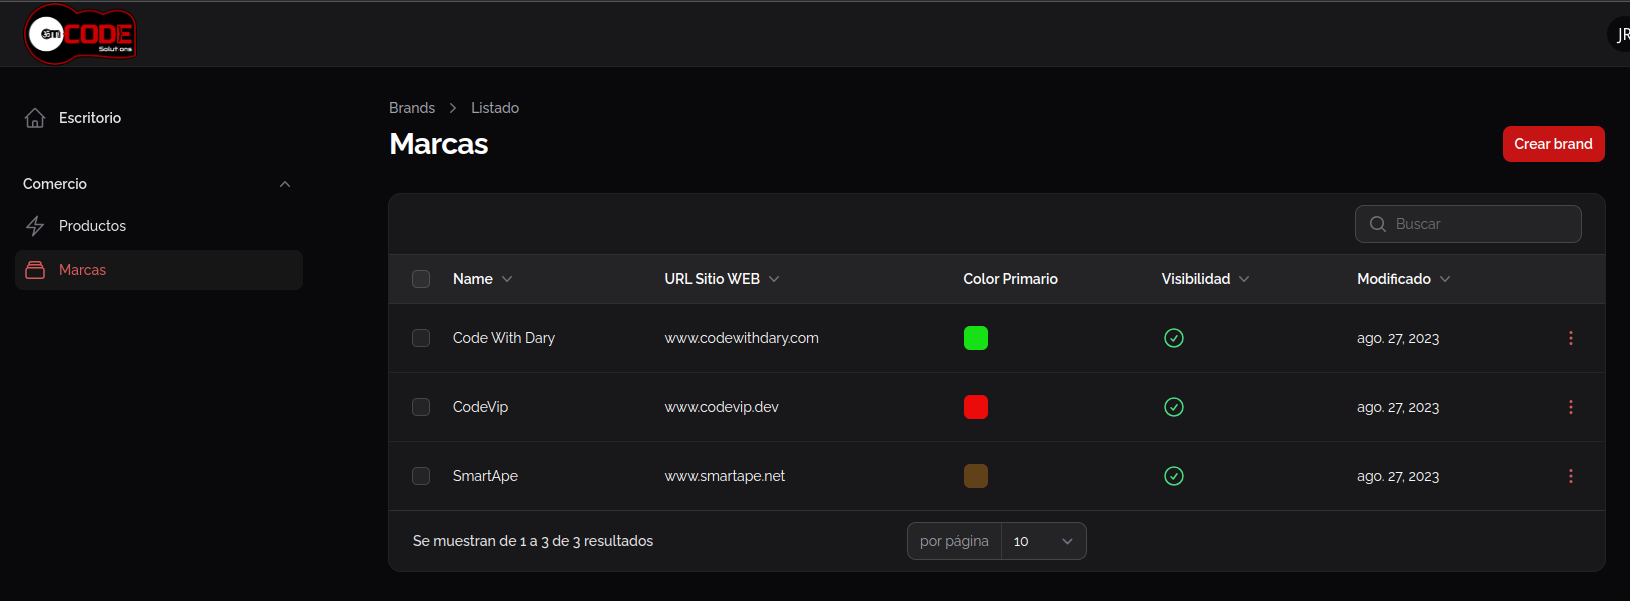 CODE
Solutions
JR
Escritorio
Comercio
Productos
Marcas
Brands > Listado
Marcas
Crear brand
Buscar
Name URL Sitio WEB Color Primario Visibilidad Modificado
Code With Dary www.codewithdary.com ago. 27, 2023
CodeVip www.codevip.dev ago. 27, 2023
SmartApe www.smartape.net ago. 27, 2023
Se muestran de 1 a 3 de 3 resultados por página 10